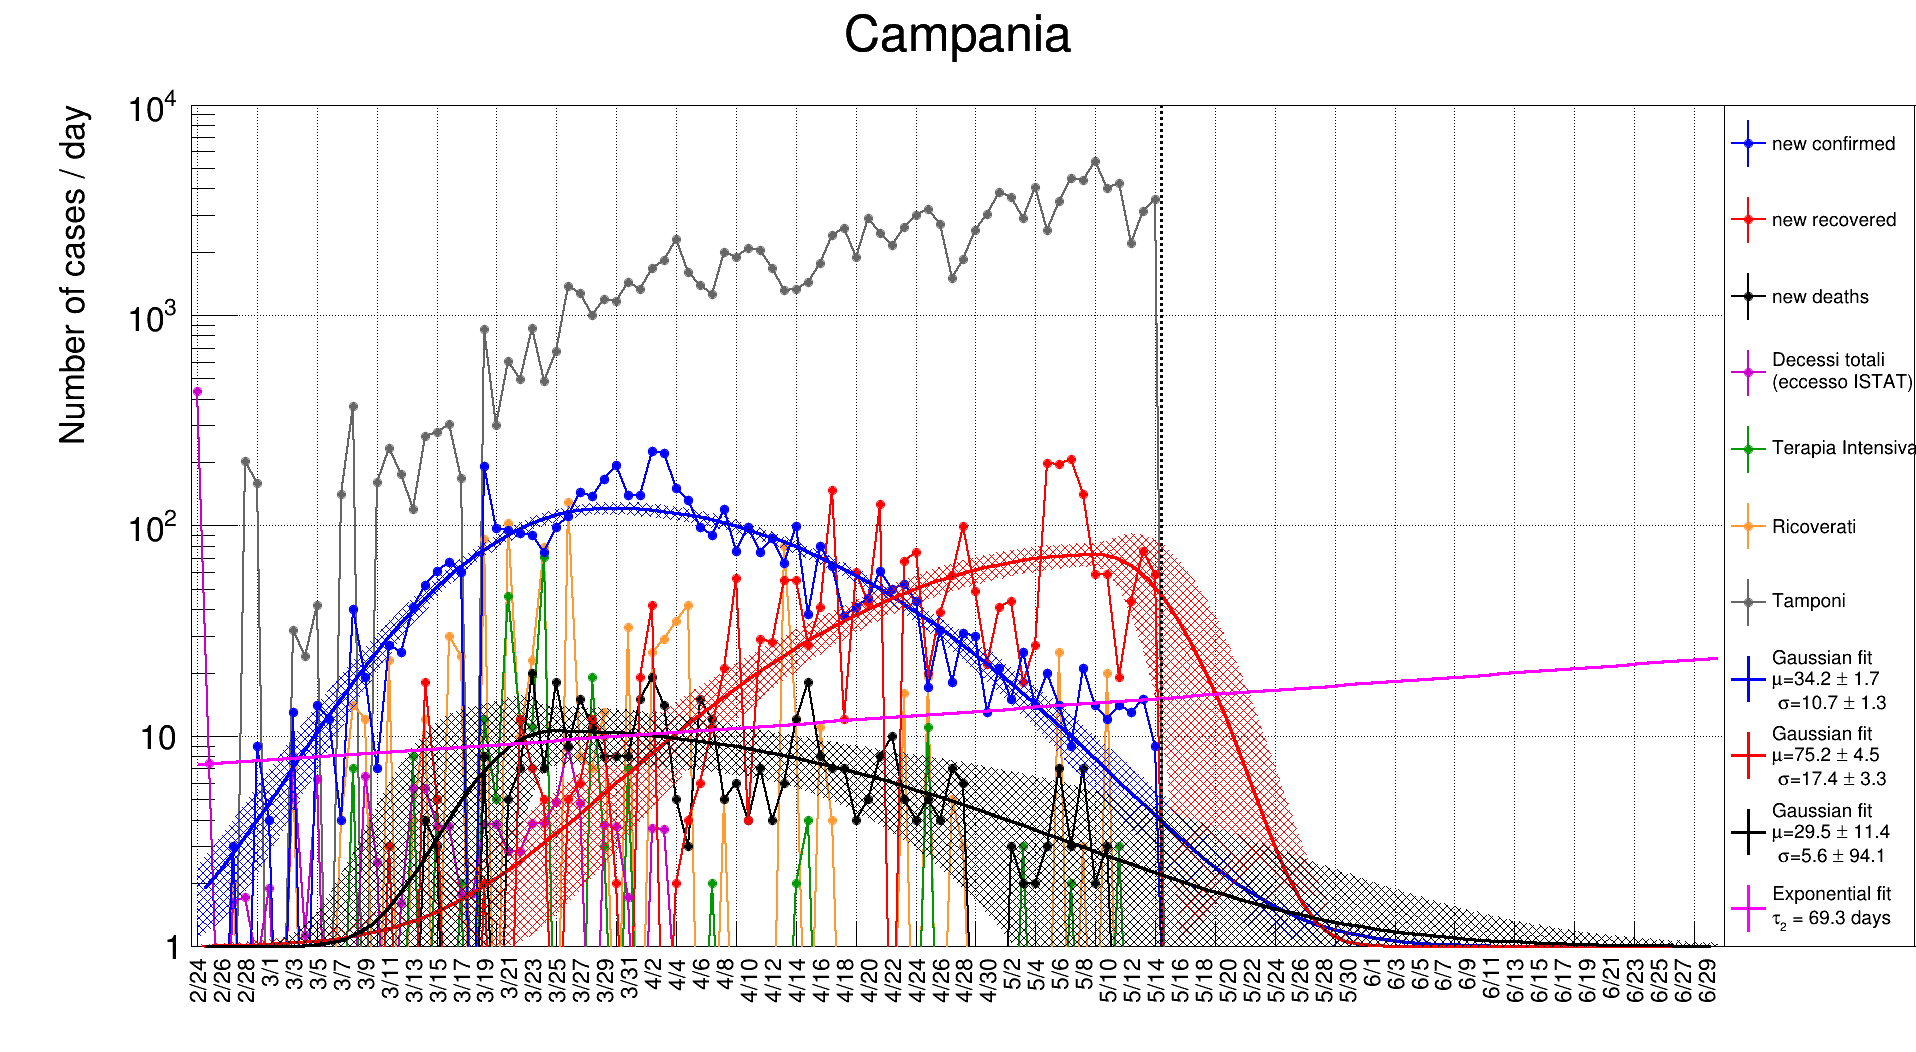 Campania
Number of cases / day
10⁴
10³
10²
10
1
2/24 2/26 2/28 3/1 3/3 3/5 3/7 3/9 3/11 3/13 3/15 3/17 3/19 3/21 3/23 3/25 3/27 3/29 3/31 4/2 4/4 4/6 4/8 4/10 4/12 4/14 4/16 4/18 4/20 4/22 4/24 4/26 4/28 4/30 5/2 5/4 5/6 5/8 5/10 5/12 5/14 5/16 5/18 5/20 5/22 5/24 5/26 5/28 5/30 6/1 6/3 6/5 6/7 6/9 6/11 6/13 6/15 6/17 6/19 6/21 6/23 6/25 6/27 6/29
new confirmed
new recovered
new deaths
Decessi totali
(eccesso ISTAT)
Terapia Intensiva
Ricoverati
Tamponi
Gaussian fit
μ=34.2 ± 1.7
σ=10.7 ± 1.3
Gaussian fit
μ=75.2 ± 4.5
σ=17.4 ± 3.3
Gaussian fit
μ=29.5 ± 11.4
σ=5.6 ± 94.1
Exponential fit
τ₂ = 69.3 days